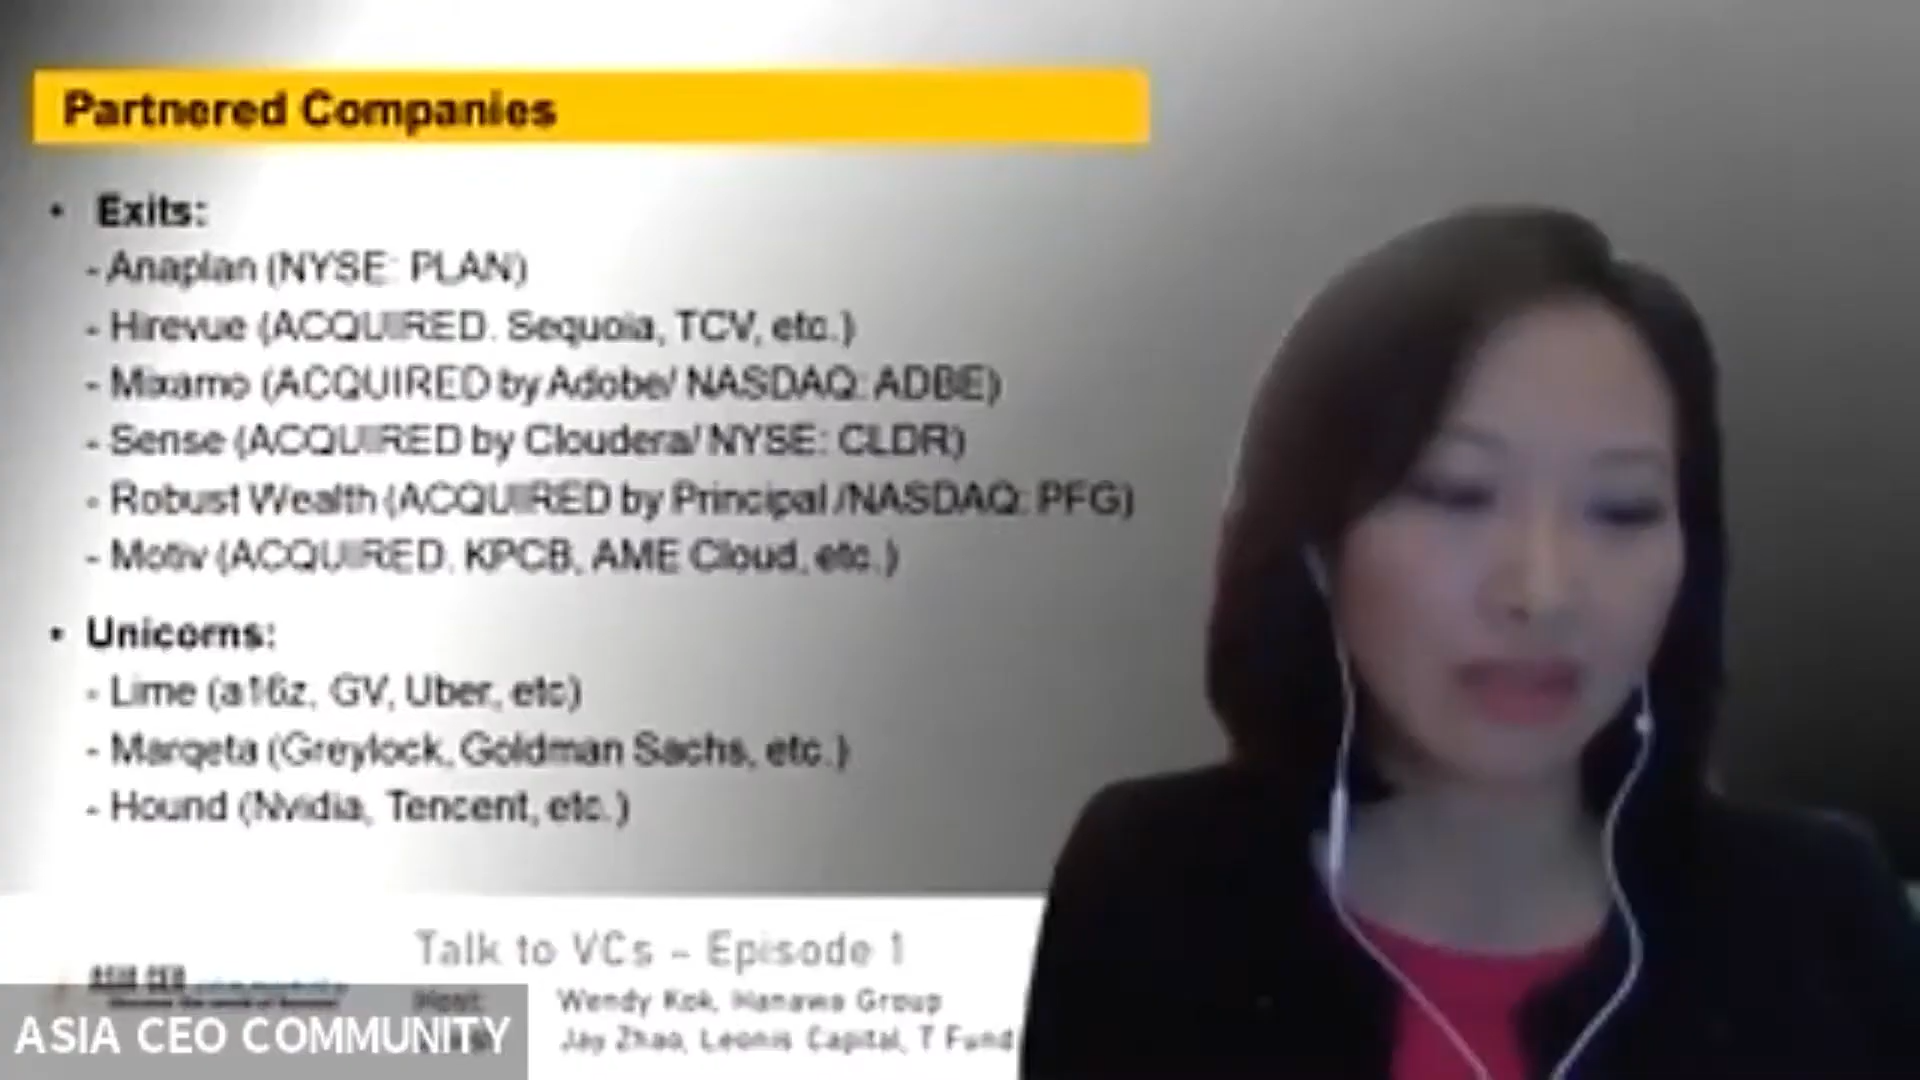 Partnered Companies
• Exits:
- Anaplan (NYSE: PLAN)
- Hirevue (ACQUIRED. Sequoia, TCV, etc.)
- Mixamo (ACQUIRED by Adobe/ NASDAQ: ADBE)
- Sense (ACQUIRED by Cloudera/ NYSE: CLDR)
- Robust Wealth (ACQUIRED by Principal /NASDAQ: PFG)
- Motiv (ACQUIRED. KPCB, AME Cloud, etc.)
• Unicorns:
- Lime (a16z, GV, Uber, etc)
- Marqeta (Greylock, Goldman Sachs, etc.)
- Hound (Nvidia, Tencent, etc.)
Talk to VCs – Episode 1
ASIA CEO
Host: Wendy Kok, Hanawa Group
Jay Zhao, Leonis Capital, T Fund
ASIA CEO COMMUNITY